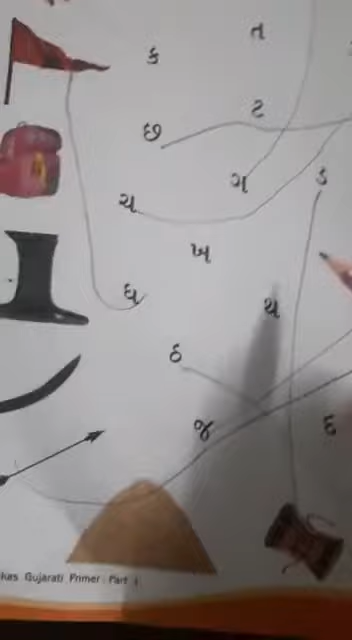 ત
ક
ટ
છ
ગ
ડ
ચ
ખ
ઘ
થ
ઠ
જ
દ
Gujarati Primer Part